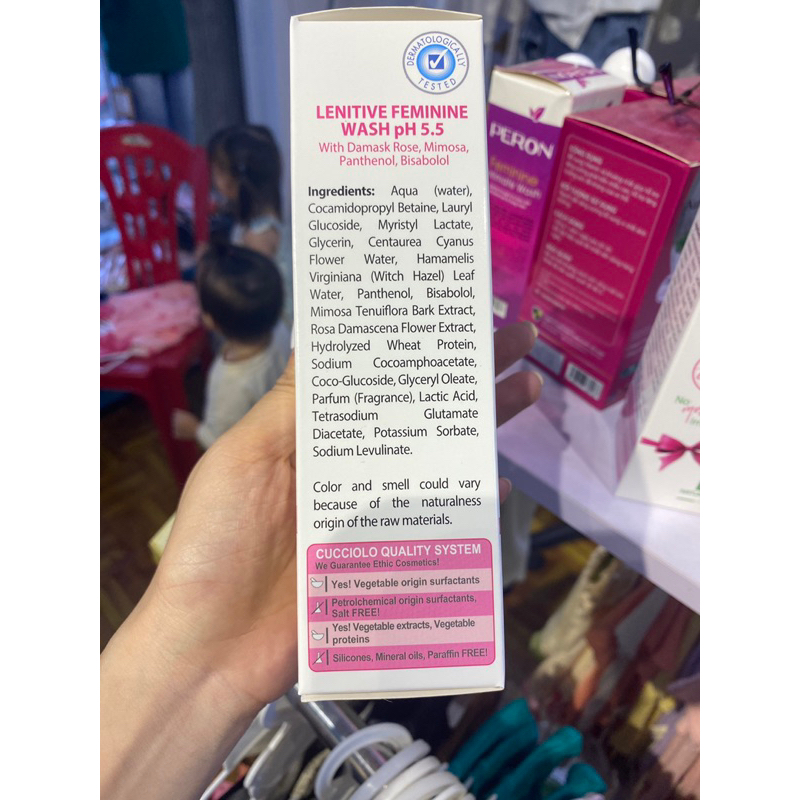 DERMATOLOGICALLY
TESTED
LENITIVE FEMININE
WASH pH 5.5
With Damask Rose, Mimosa,
Panthenol, Bisabolol
Ingredients: Aqua (water),
Cocamidopropyl Betaine, Lauryl
Glucoside, Myristyl Lactate,
Glycerin, Centaurea Cyanus
Flower Water, Hamamelis
Virginiana (Witch Hazel) Leaf
Water, Panthenol, Bisabolol,
Mimosa Tenuiflora Bark Extract,
Rosa Damascena Flower Extract,
Hydrolyzed Wheat Protein,
Sodium Cocoamphoacetate,
Coco-Glucoside, Glyceryl Oleate,
Parfum (Fragrance), Lactic Acid,
Tetrasodium Glutamate
Diacetate, Potassium Sorbate,
Sodium Levulinate.
Color and smell could vary
because of the naturalness
origin of the raw materials.
CUCCIOLO QUALITY SYSTEM
We Guarantee Ethic Cosmetics!
Yes! Vegetable origin surfactants
Petrolchemical origin surfactants,
Salt FREE!
Yes! Vegetable extracts, Vegetable
proteins
Silicones, Mineral oils, Paraffin FREE!
PERON
Feminine
Wash
NO